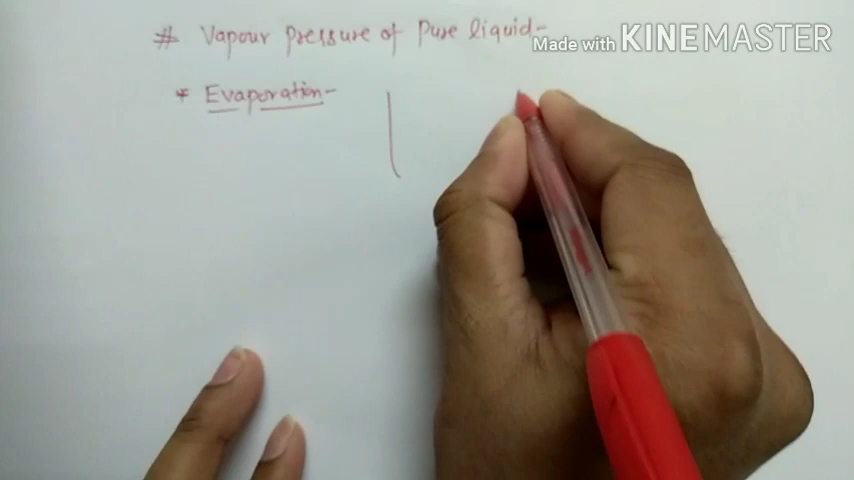 # Vapour Pressure of Pure liquid-
Made with KINEMASTER
* Evaporation-